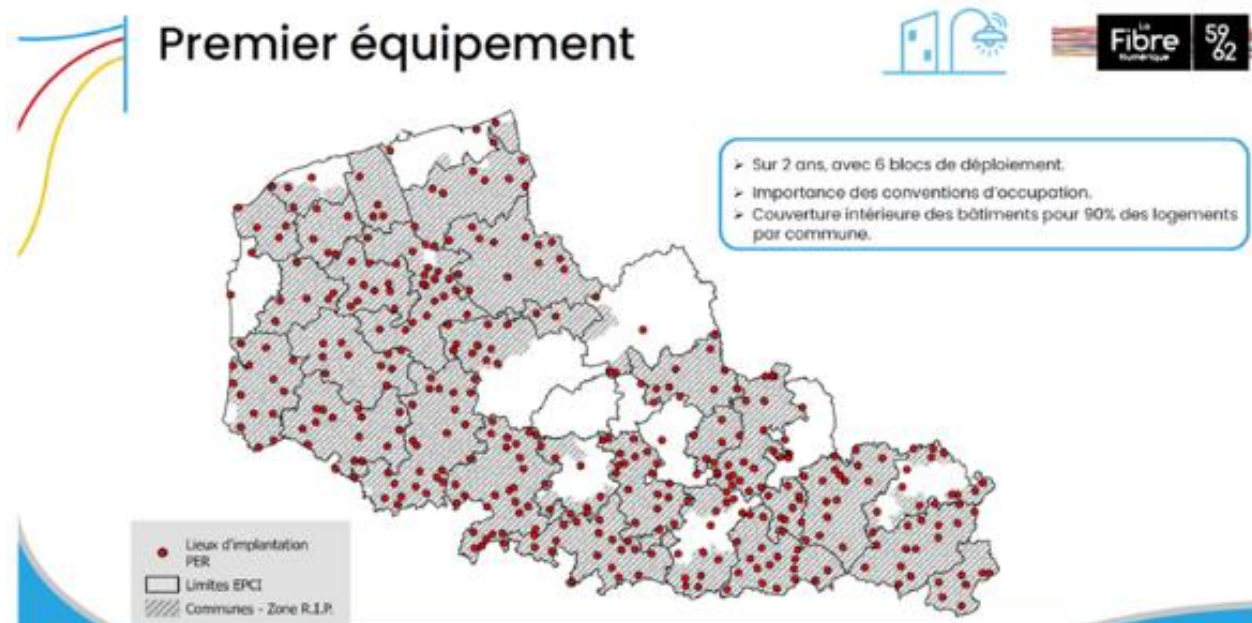 Premier équipement
La
Fibre
Numérique
59
62
➢ Sur 2 ans, avec 6 blocs de déploiement.
➢ Importance des conventions d'occupation.
➢ Couverture intérieure des bâtiments pour 90% des logements
par commune.
Lieux d'implantation
PER
Limites EPCI
Communes - Zone R.I.P.